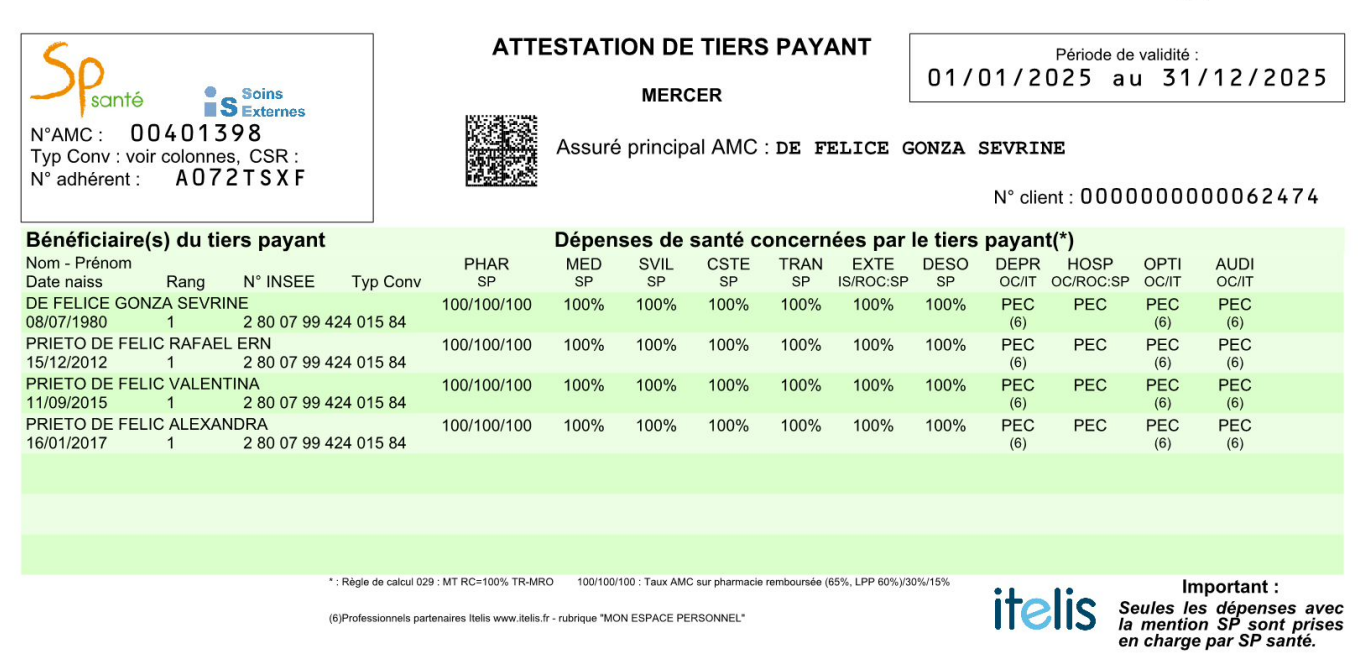 ATTESTATION DE TIERS PAYANT
MERCER
Période de validité :
01/01/2025 au 31/12/2025
Sp santé
iS Soins Externes
N°AMC : 00401398
Typ Conv : voir colonnes, CSR :
N° adhérent : A072TSXF
Assuré principal AMC : DE FELICE GONZA SEVRINE
N° client : 0000000000062474
Bénéficiaire(s) du tiers payant Dépenses de santé concernées par le tiers payant(*)
Nom - Prénom PHAR MED SVIL CSTE TRAN EXTE DESO DEPR HOSP OPTI AUDI
Date naiss Rang N° INSEE Typ Conv SP SP SP SP SP IS/ROC:SP SP OC/IT OC/ROC:SP OC/IT OC/IT
DE FELICE GONZA SEVRINE 100/100/100 100% 100% 100% 100% 100% 100% PEC PEC PEC PEC
08/07/1980 1 2 80 07 99 424 015 84 (6) (6) (6)
PRIETO DE FELIC RAFAEL ERN 100/100/100 100% 100% 100% 100% 100% 100% PEC PEC PEC PEC
15/12/2012 1 2 80 07 99 424 015 84 (6) (6) (6)
PRIETO DE FELIC VALENTINA 100/100/100 100% 100% 100% 100% 100% 100% PEC PEC PEC PEC
11/09/2015 1 2 80 07 99 424 015 84 (6) (6) (6)
PRIETO DE FELIC ALEXANDRA 100/100/100 100% 100% 100% 100% 100% 100% PEC PEC PEC PEC
16/01/2017 1 2 80 07 99 424 015 84 (6) (6) (6)
* : Règle de calcul 029 : MT RC=100% TR-MRO 100/100/100 : Taux AMC sur pharmacie remboursée (65%, LPP 60%)/30%/15%
(6)Professionnels partenaires Itelis www.itelis.fr - rubrique "MON ESPACE PERSONNEL"
itelis
Important :
Seules les dépenses avec
la mention SP sont prises
en charge par SP santé.